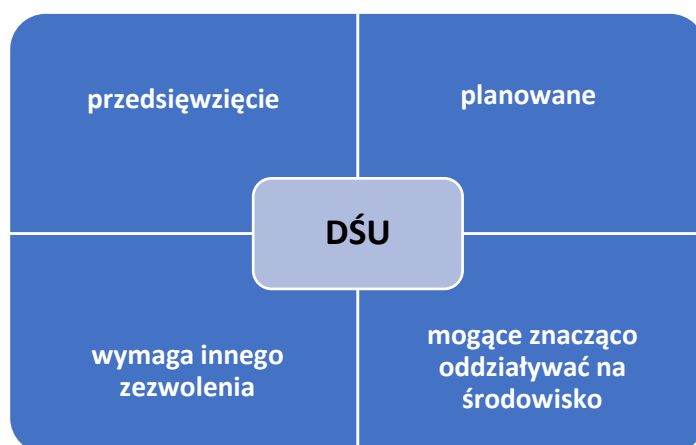 przedsięwzięcie
planowane
DŚU
wymaga innego
zezwolenia
mogące znacząco
oddziaływać na
środowisko